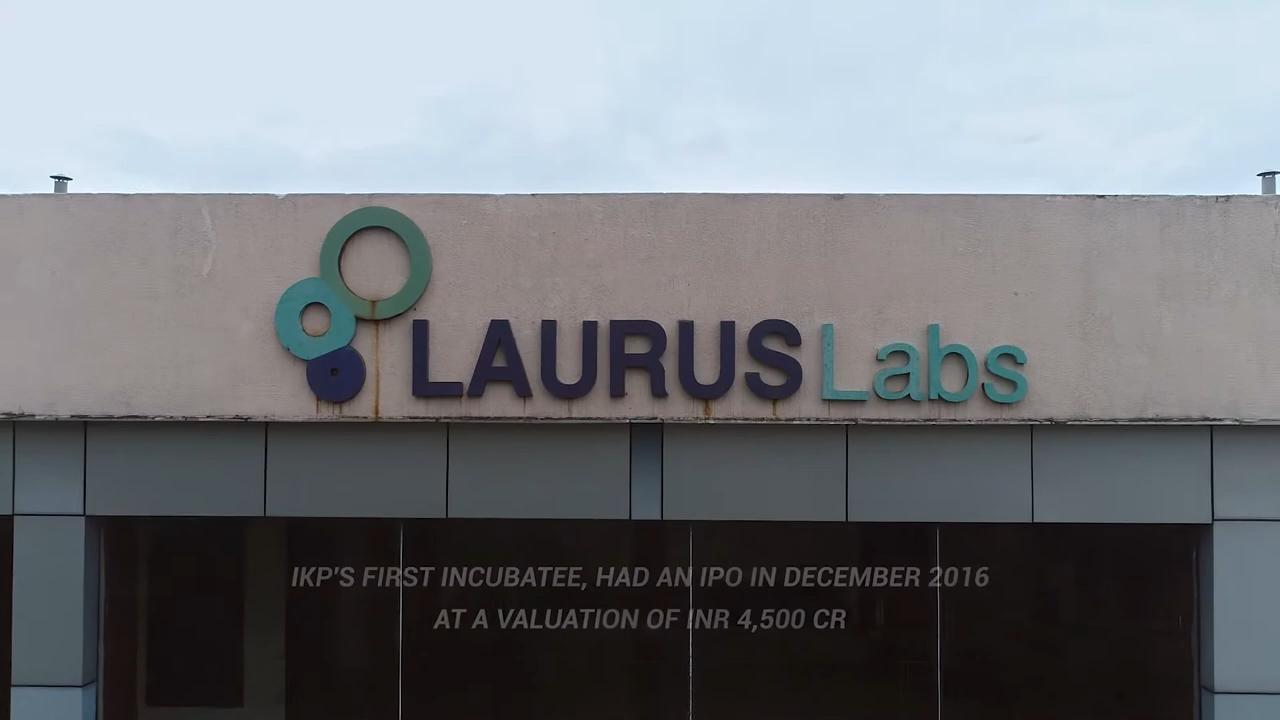 LAURUS Labs
IKP'S FIRST INCUBATEE, HAD AN IPO IN DECEMBER 2016
AT A VALUATION OF INR 4,500 CR